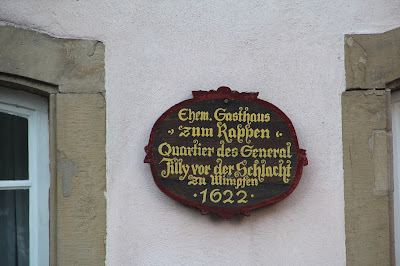 Ehem. Gasthaus
zum Rappen
Quartier des General
Tilly vor der Schlacht
zu Wimpfen
·1622·